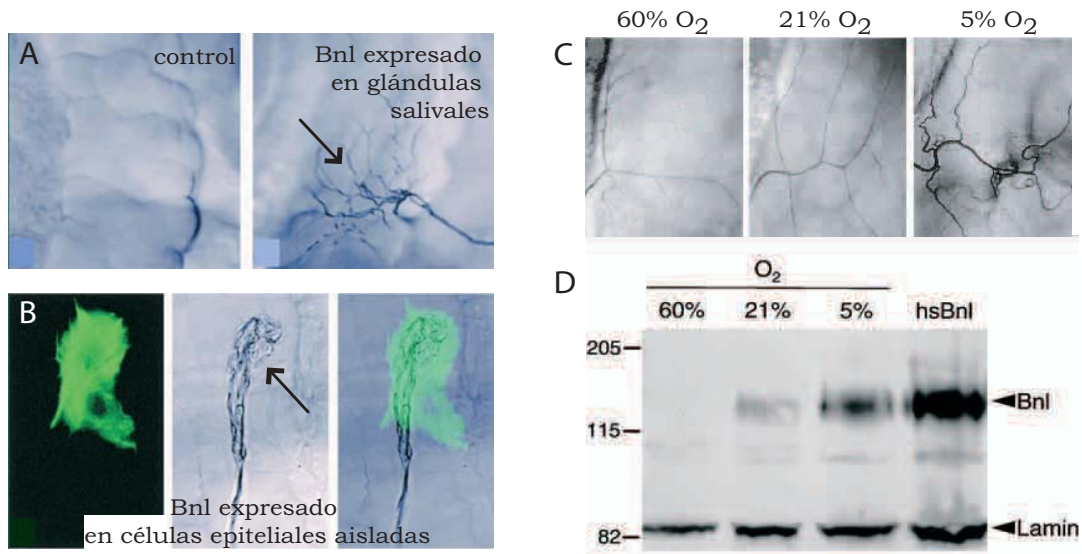 A
control
Bnl expresado
en glándulas
salivales
B
Bnl expresado
en células epiteliales aisladas
C
60% O2
21% O2
5% O2
D
O2
60%
21%
5%
hsBnl
205
115
82
Bnl
Lamin